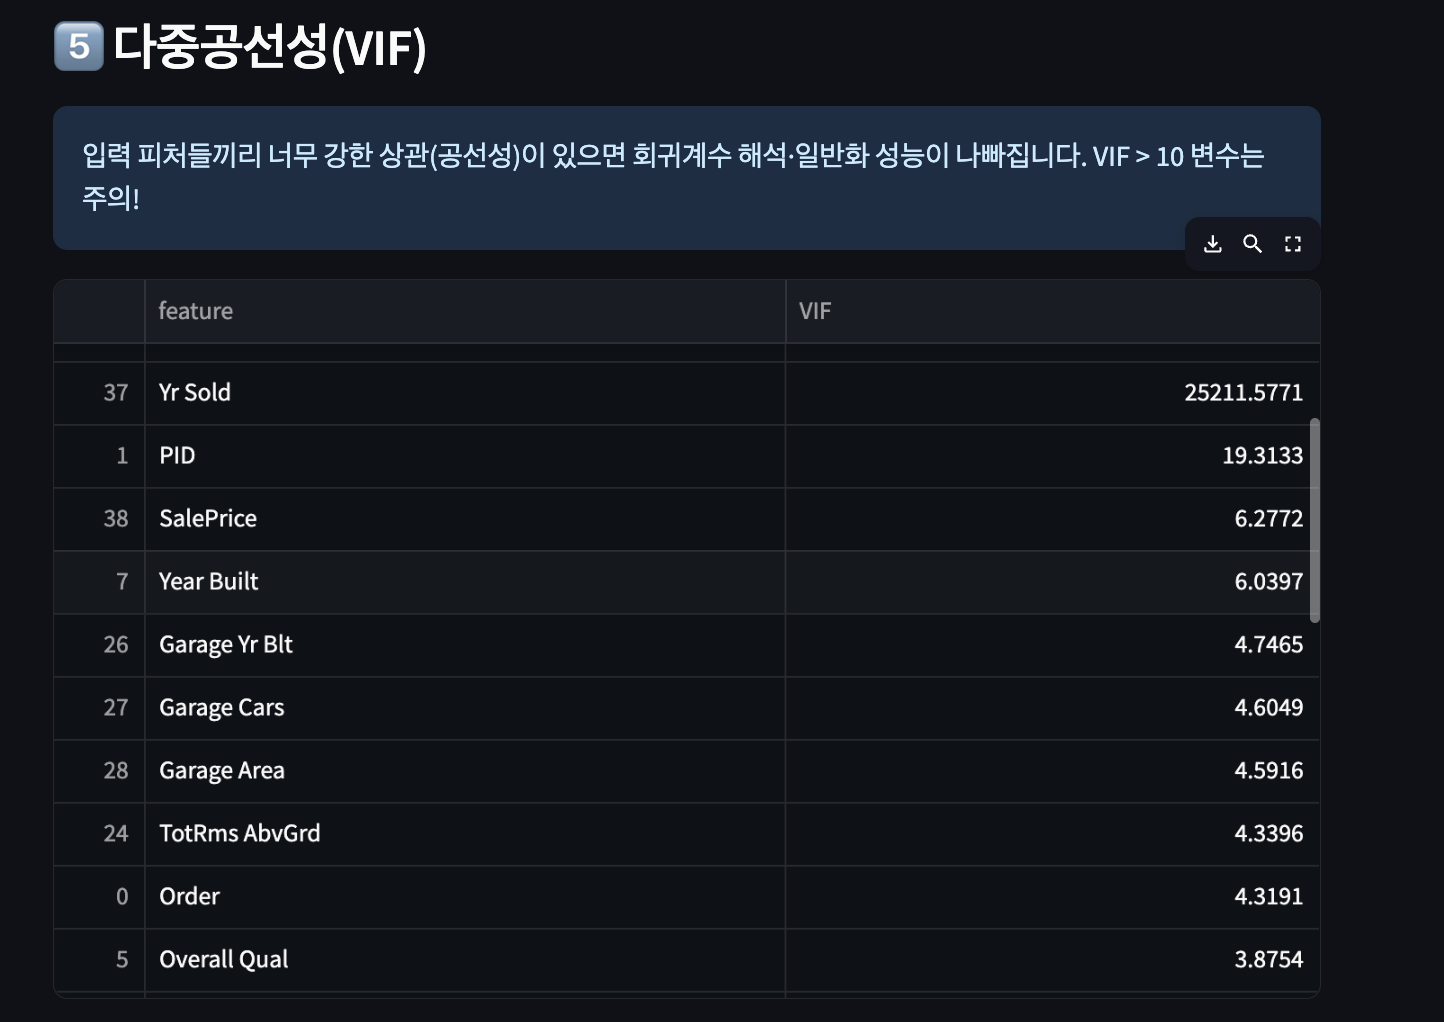 5 다중공선성(VIF)
입력 피처들끼리 너무 강한 상관(공선성)이 있으면 회귀계수 해석·일반화 성능이 나빠집니다. VIF > 10 변수는
주의!
feature VIF
37 Yr Sold 25211.5771
1 PID 19.3133
38 SalePrice 6.2772
7 Year Built 6.0397
26 Garage Yr Blt 4.7465
27 Garage Cars 4.6049
28 Garage Area 4.5916
24 TotRms AbvGrd 4.3396
0 Order 4.3191
5 Overall Qual 3.8754